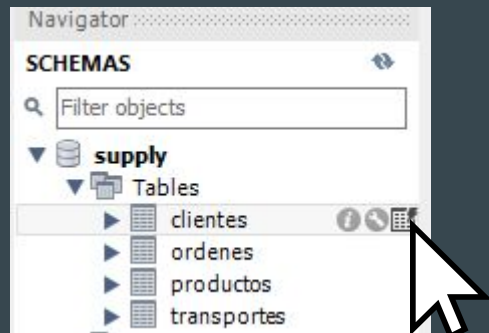 Navigator
SCHEMAS
Filter objects
supply
Tables
clientes
ordenes
productos
transportes